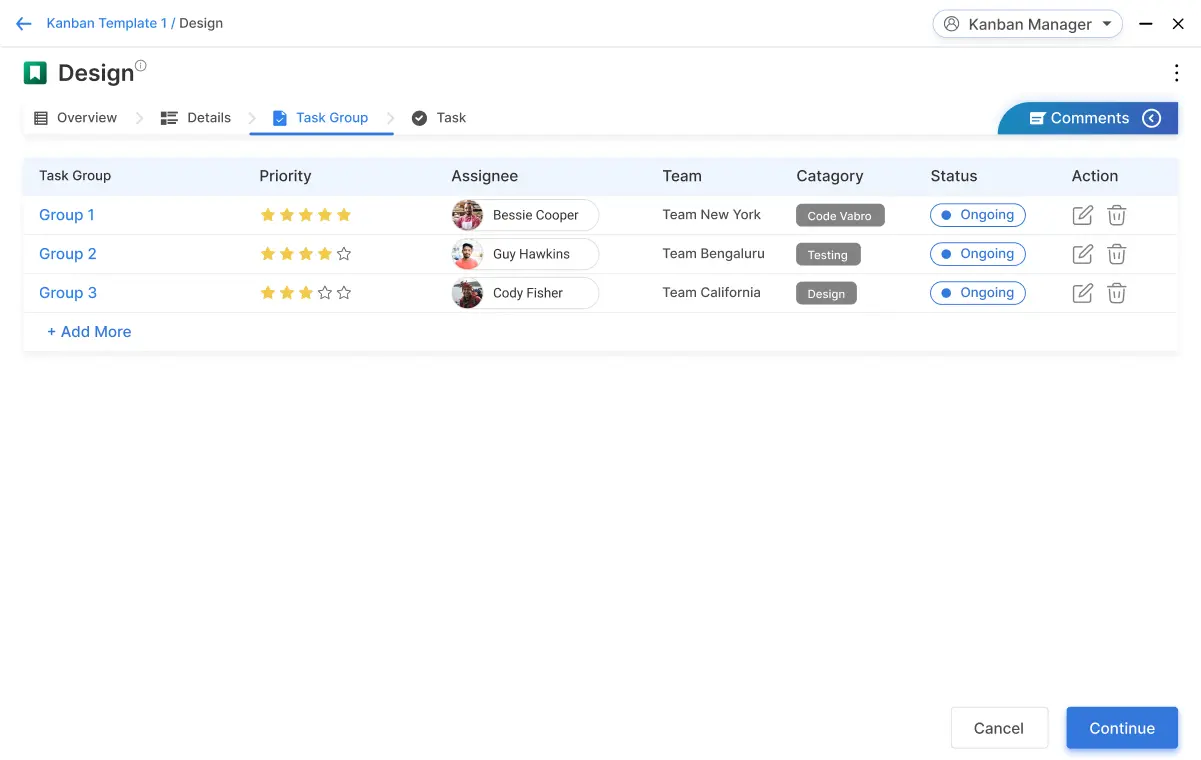 Kanban Template 1 / Design
Kanban Manager
Design
Overview
Details
Task Group
Task
Comments
Task Group Priority Assignee Team Catagory Status Action
Group 1 Bessie Cooper Team New York Code Vabro Ongoing
Group 2 Guy Hawkins Team Bengaluru Testing Ongoing
Group 3 Cody Fisher Team California Design Ongoing
+ Add More
Cancel
Continue